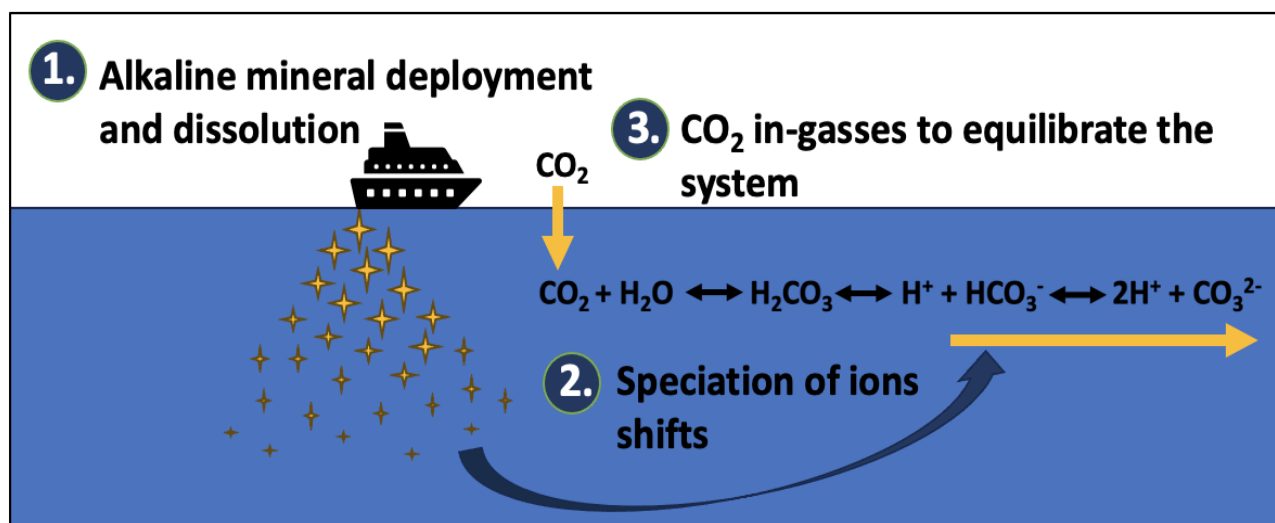 1. Alkaline mineral deployment
and dissolution
3. CO₂ in-gasses to equilibrate the
system
CO₂
CO₂ + H₂O ⟷ H₂CO₃ ⟷ H⁺ + HCO₃⁻ ⟷ 2H⁺ + CO₃²⁻
2. Speciation of ions
shifts